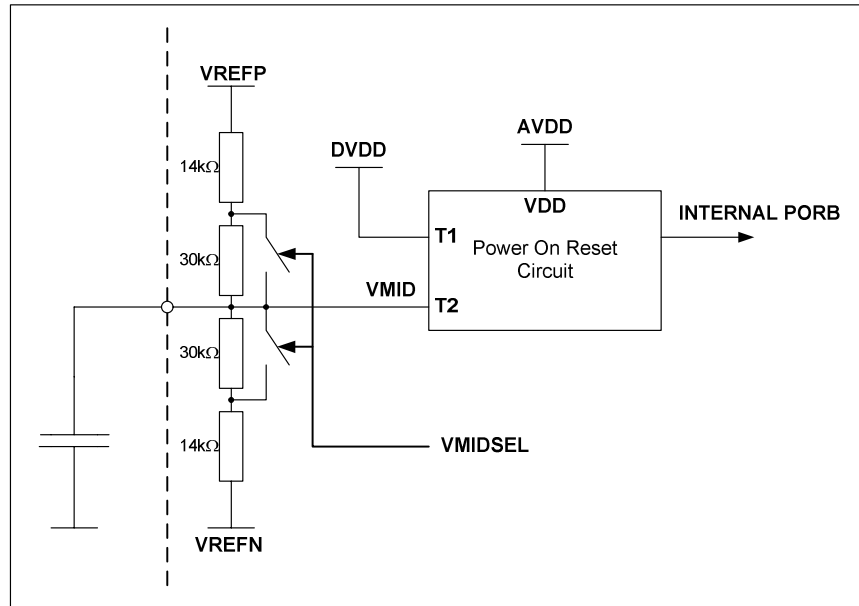 VREFP
AVDD
DVDD
14kΩ
VDD
INTERNAL PORB
T1
Power On Reset
Circuit
30kΩ
VMID
T2
30kΩ
14kΩ
VMIDSEL
VREFN